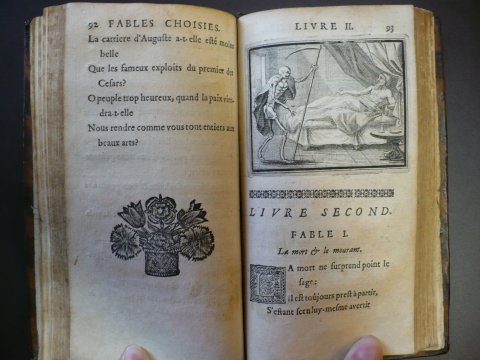 92 FABLES CHOISIES.
La carriere d'Auguste a-t-elle esté moins
belle
Que les fameux exploits du premier des
Cesars?
O peuple trop heureux, quand la paix vien-
dra-t-elle
Nous rendre comme vous tout entiers aux
beaux arts?
LIVRE II. 93
LIVRE SECOND.
FABLE I.
La mort & le mourant.
LA mort ne surprend point le
sage:
Il est toûjours prest à partir,
S'estant sceu luy-mesme avertir